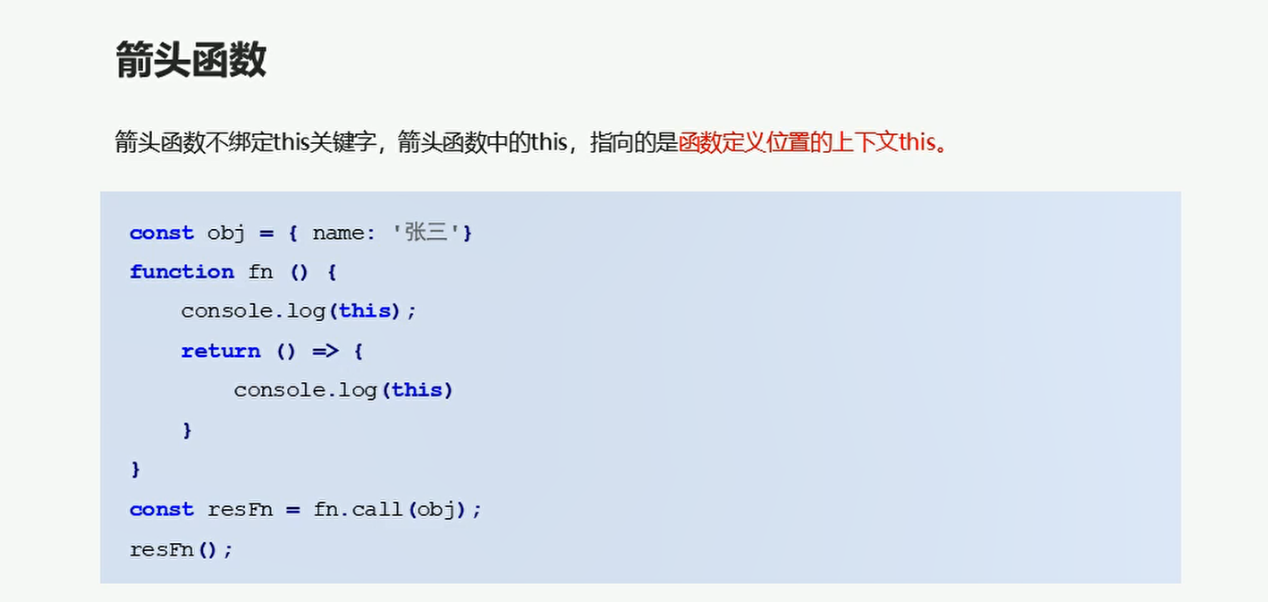 箭头函数
箭头函数不绑定this关键字，箭头函数中的this，指向的是函数定义位置的上下文this。
const obj = { name: '张三'}
function fn () {
    console.log(this);
    return () => {
        console.log(this)
    }
}
const resFn = fn.call(obj);
resFn();